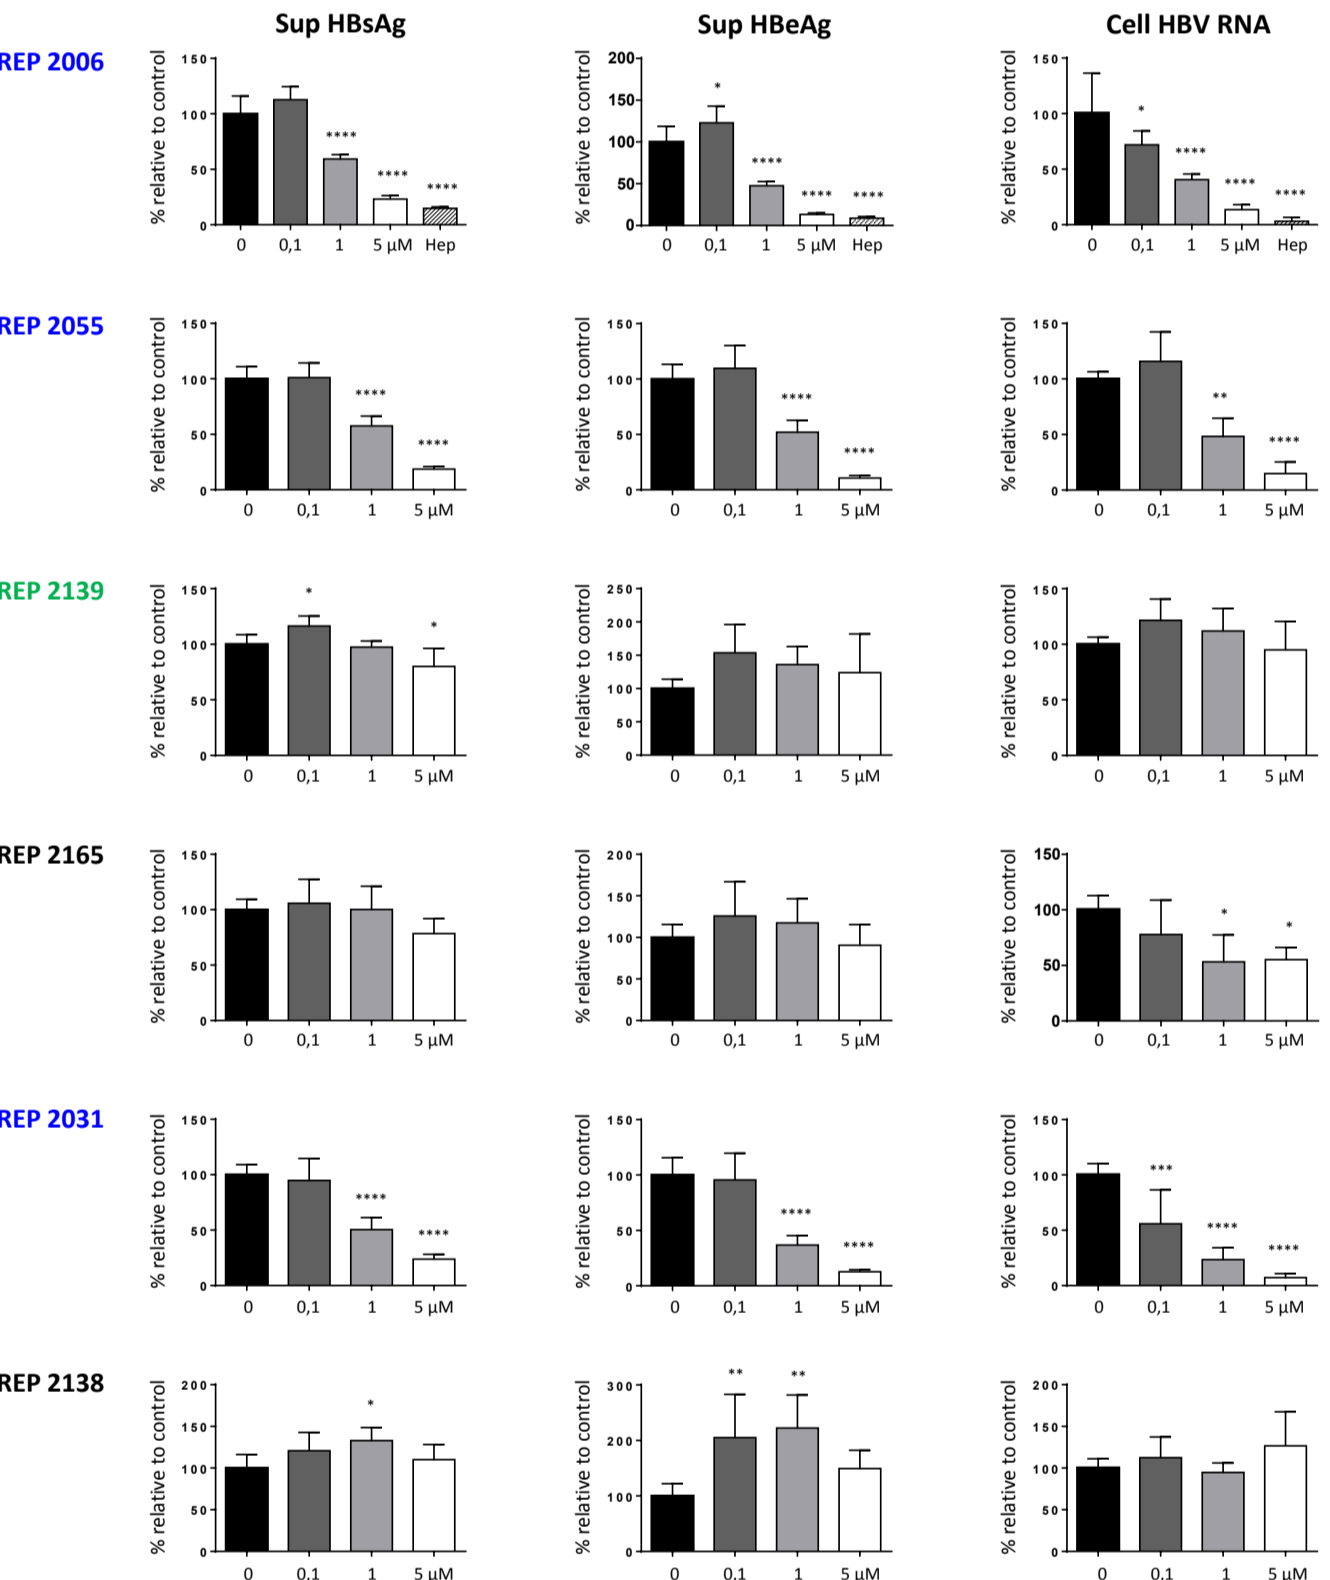 Sup HBsAg Sup HBeAg Cell HBV RNA
REP 2006
% relative to control 150 100 50 0 **** **** **** 0 0,1 1 5 µM Hep
% relative to control 200 150 100 50 0 * **** **** **** 0 0,1 1 5 µM Hep
% relative to control 150 100 50 0 * **** **** **** 0 0,1 1 5 µM Hep
REP 2055
% relative to control 150 100 50 0 **** **** 0 0,1 1 5 µM
% relative to control 150 100 50 0 **** **** 0 0,1 1 5 µM
% relative to control 150 100 50 0 ** **** 0 0,1 1 5 µM
REP 2139
% relative to control 150 100 50 0 * * 0 0,1 1 5 µM
% relative to control 250 200 150 100 50 0 0 0,1 1 5 µM
% relative to control 150 100 50 0 0 0,1 1 5 µM
REP 2165
% relative to control 150 100 50 0 0 0,1 1 5 µM
% relative to control 200 150 100 50 0 0 0,1 1 5 µM
% relative to control 150 100 50 0 * * 0 0,1 1 5 µM
REP 2031
% relative to control 150 100 50 0 **** **** 0 0,1 1 5 µM
% relative to control 150 100 50 0 **** **** 0 0,1 1 5 µM
% relative to control 150 100 50 0 *** **** **** 0 0,1 1 5 µM
REP 2138
% relative to control 200 150 100 50 0 * 0 0,1 1 5 µM
% relative to control 300 200 100 0 ** ** 0 0,1 1 5 µM
% relative to control 200 150 100 50 0 0 0,1 1 5 µM